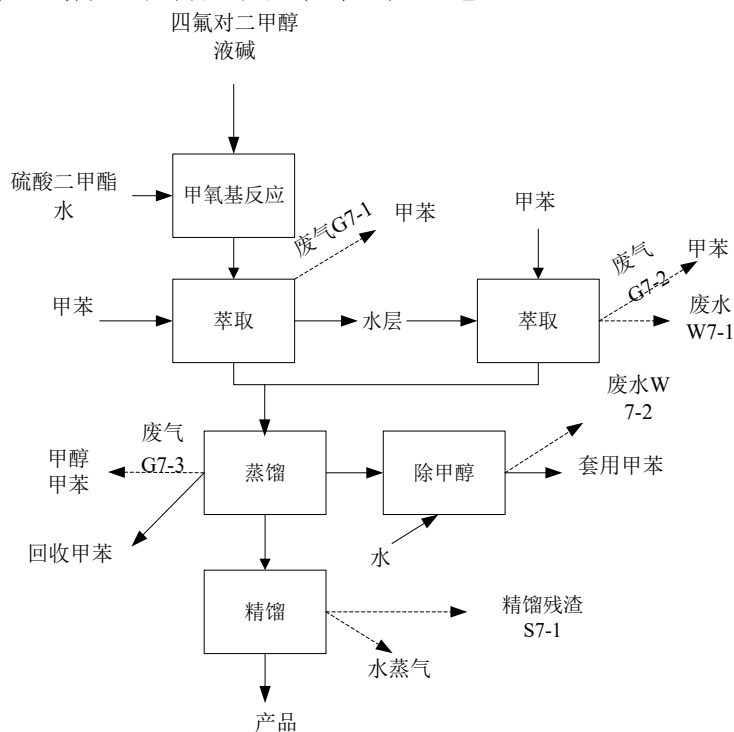 四氟对二甲醇
液碱
硫酸二甲酯
水
甲氧基反应
废气G7-1
甲苯
甲苯
废气
G7-2
甲苯
甲苯
萃取
水层
萃取
废水
W7-1
废水W
7-2
废气
G7-3
甲醇
甲苯
蒸馏
除甲醇
套用甲苯
回收甲苯
水
精馏
精馏残渣
S7-1
水蒸气
产品